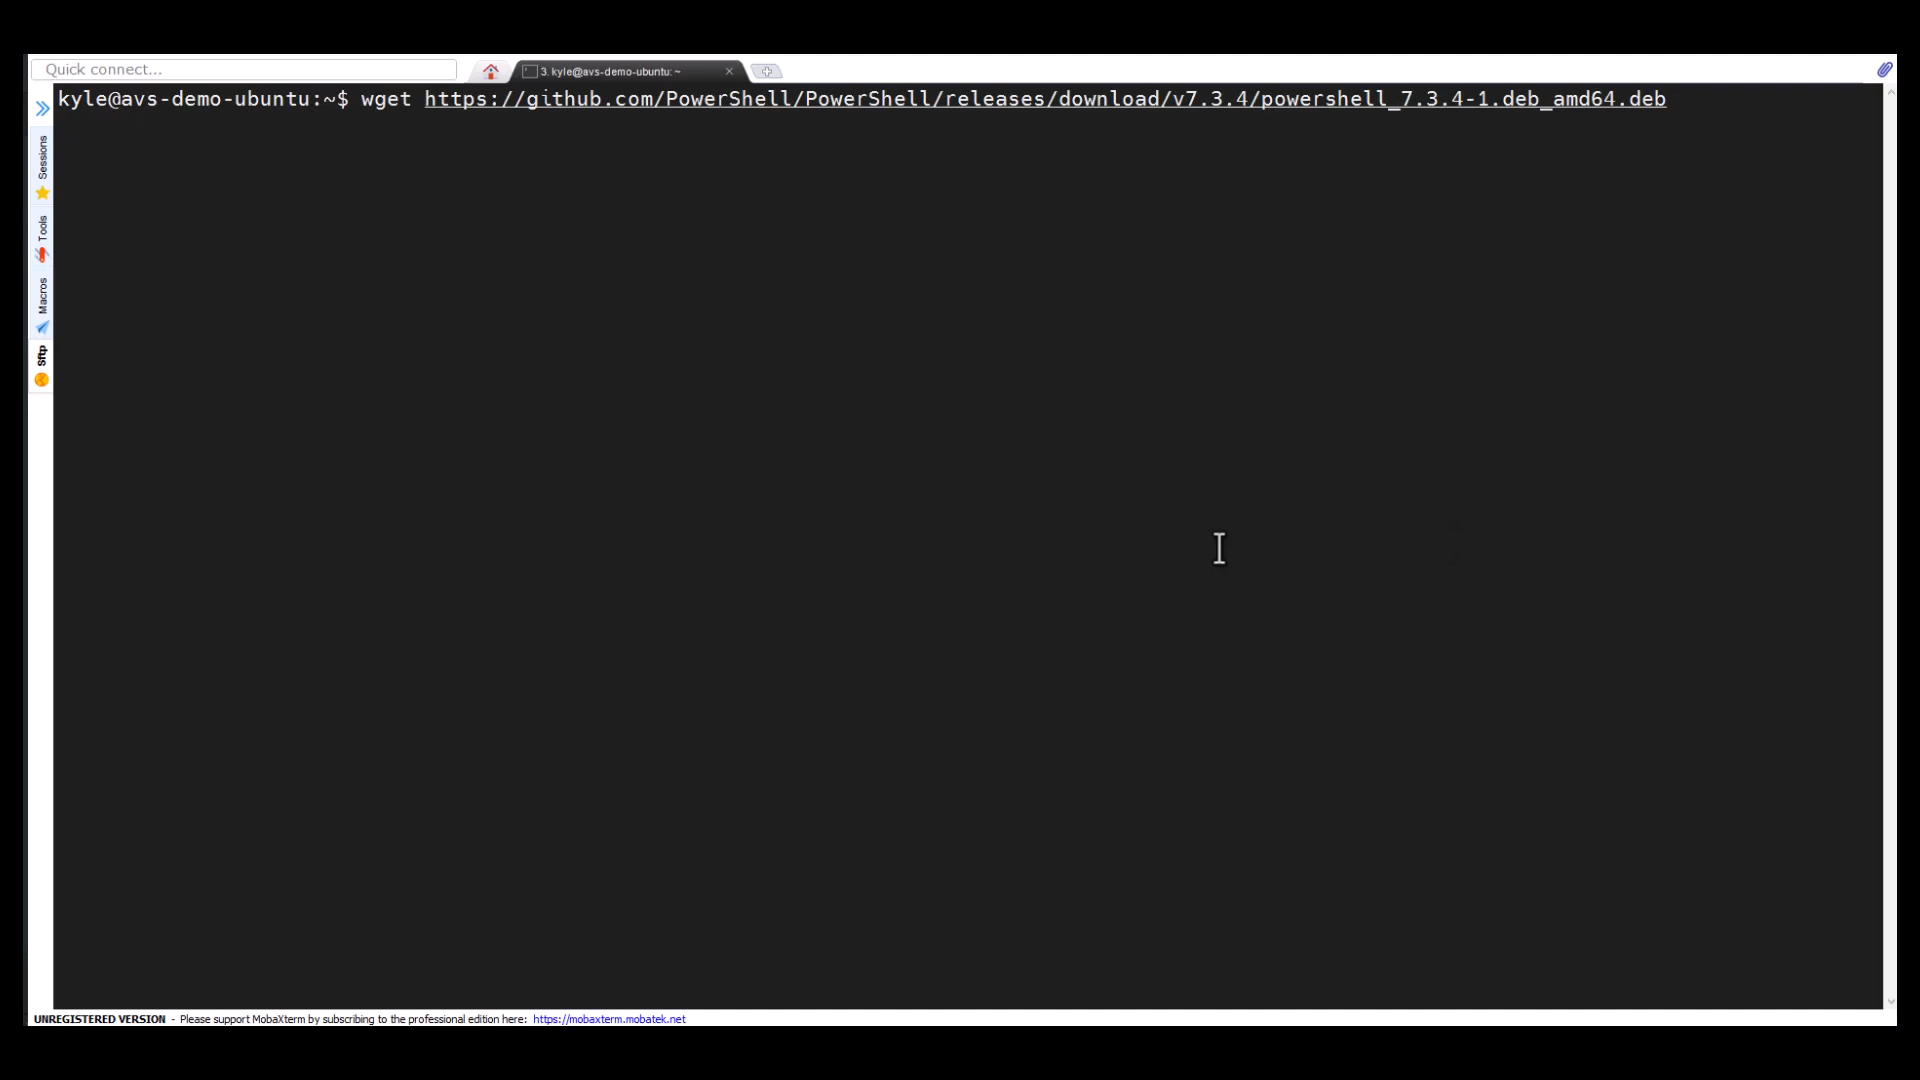 Quick connect...
3. kyle@avs-demo-ubuntu: ~
kyle@avs-demo-ubuntu:~$ wget https://github.com/PowerShell/PowerShell/releases/download/v7.3.4/powershell_7.3.4-1.deb_amd64.deb
Sessions
Tools
Macros
Sftp
UNREGISTERED VERSION - Please support MobaXterm by subscribing to the professional edition here: https://mobaxterm.mobatek.net